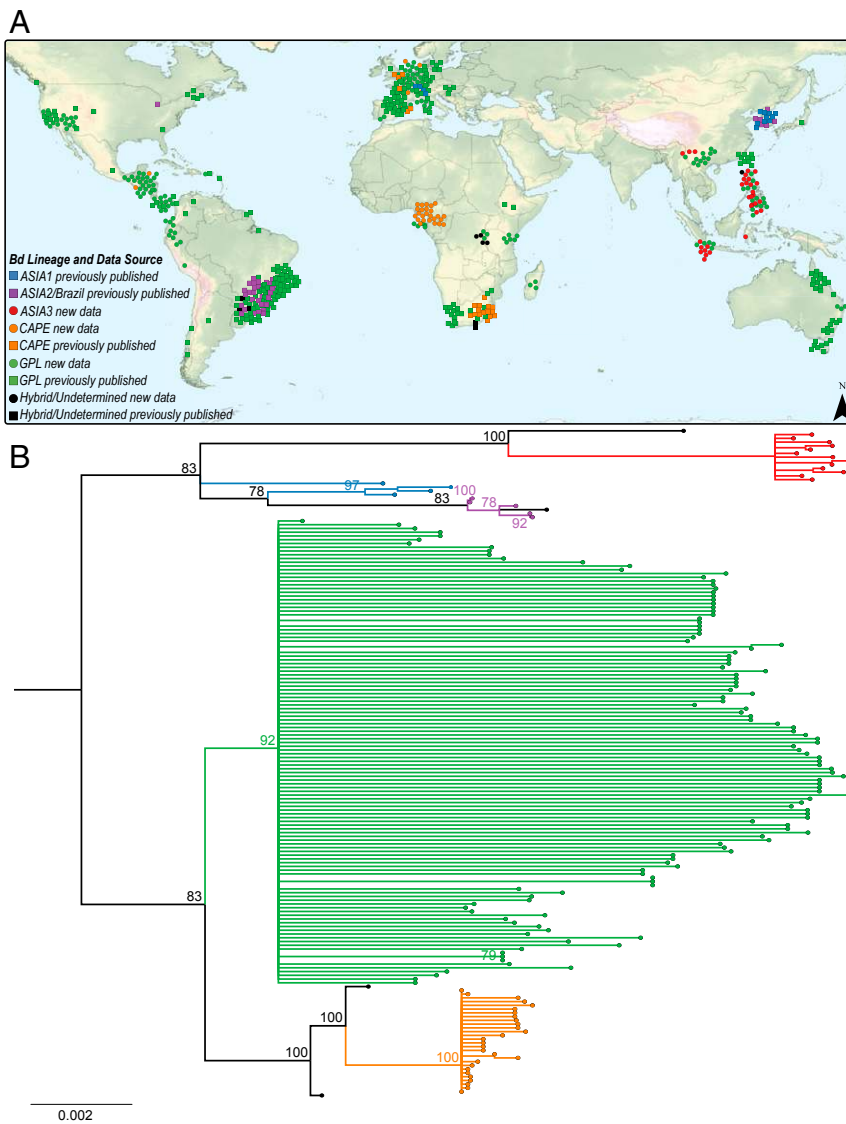 A
N
Bd Lineage and Data Source
ASIA1 previously published
ASIA2/Brazil previously published
ASIA3 new data
CAPE new data
CAPE previously published
GPL new data
GPL previously published
Hybrid/Undetermined new data
Hybrid/Undetermined previously published
B
100
83
97
78
100
83
78
92
92
83
79
100
100
100
0.002